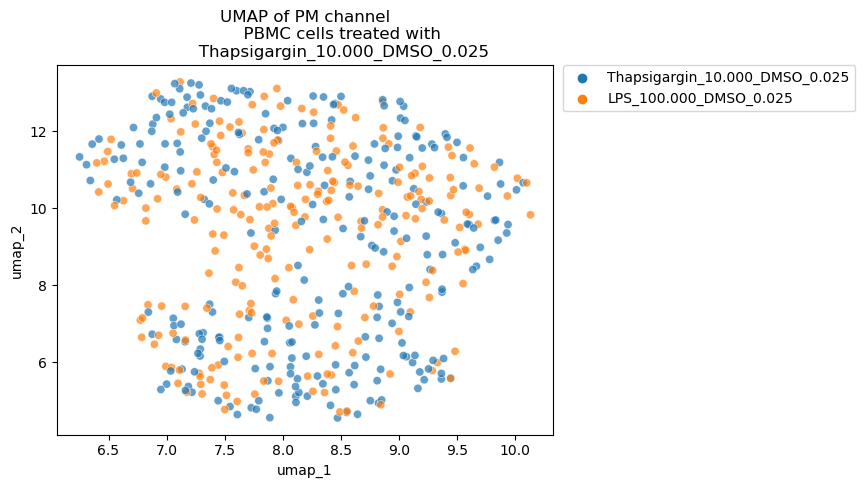 UMAP of PM channel
PBMC cells treated with
Thapsigargin_10.000_DMSO_0.025
Thapsigargin_10.000_DMSO_0.025
LPS_100.000_DMSO_0.025
umap_2
12
10
8
6
6.5 7.0 7.5 8.0 8.5 9.0 9.5 10.0
umap_1